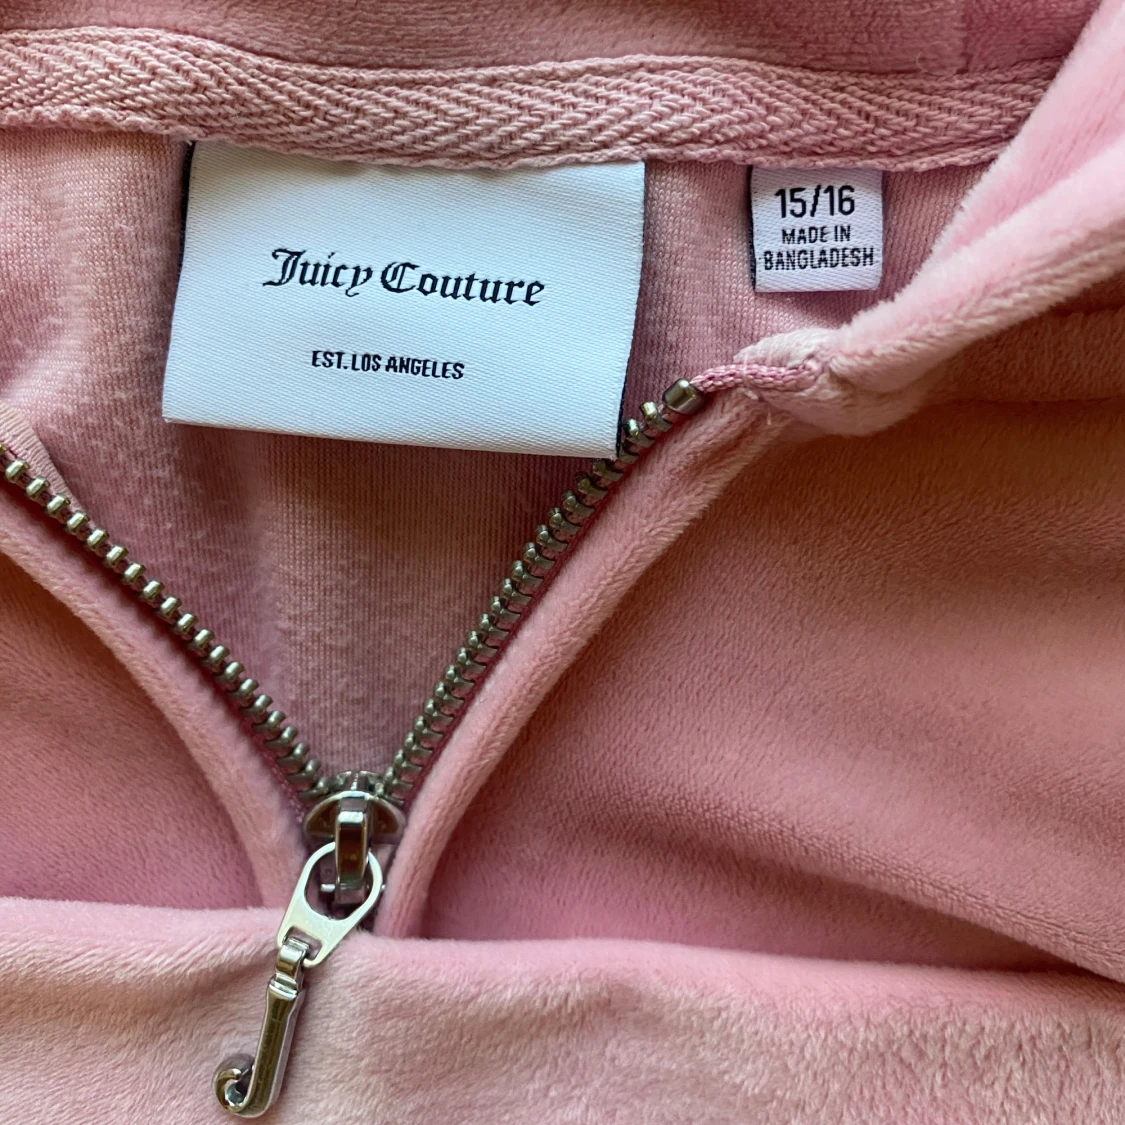 Juicy Couture
EST. LOS ANGELES
15/16
MADE IN
BANGLADESH